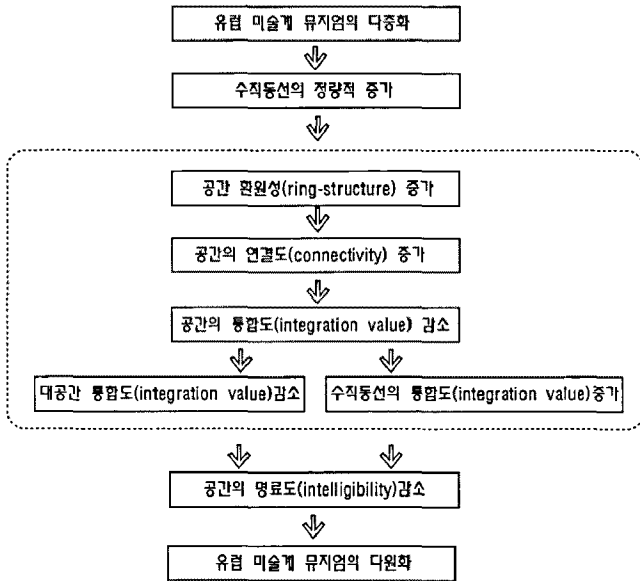 유럽 미술계 뮤지엄의 다층화
수직동선의 정량적 증가
공간 환원성(ring-structure) 증가
공간의 연결도(connectivity) 증가
공간의 통합도(integration value) 감소
대공간 통합도(integration value)감소
수직동선의 통합도(integration value)증가
공간의 명료도(intelligibility)감소
유럽 미술계 뮤지엄의 다원화